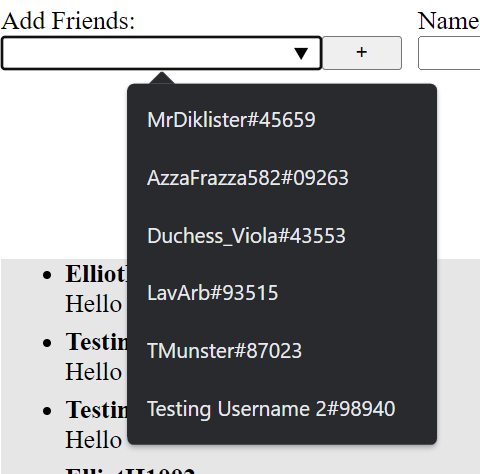 Add Friends:
Name
+
MrDiklister#45659
AzzaFrazza582#09263
Duchess_Viola#43553
LavArb#93515
TMunster#87023
Testing Username 2#98940
Hello
Hello
Hello